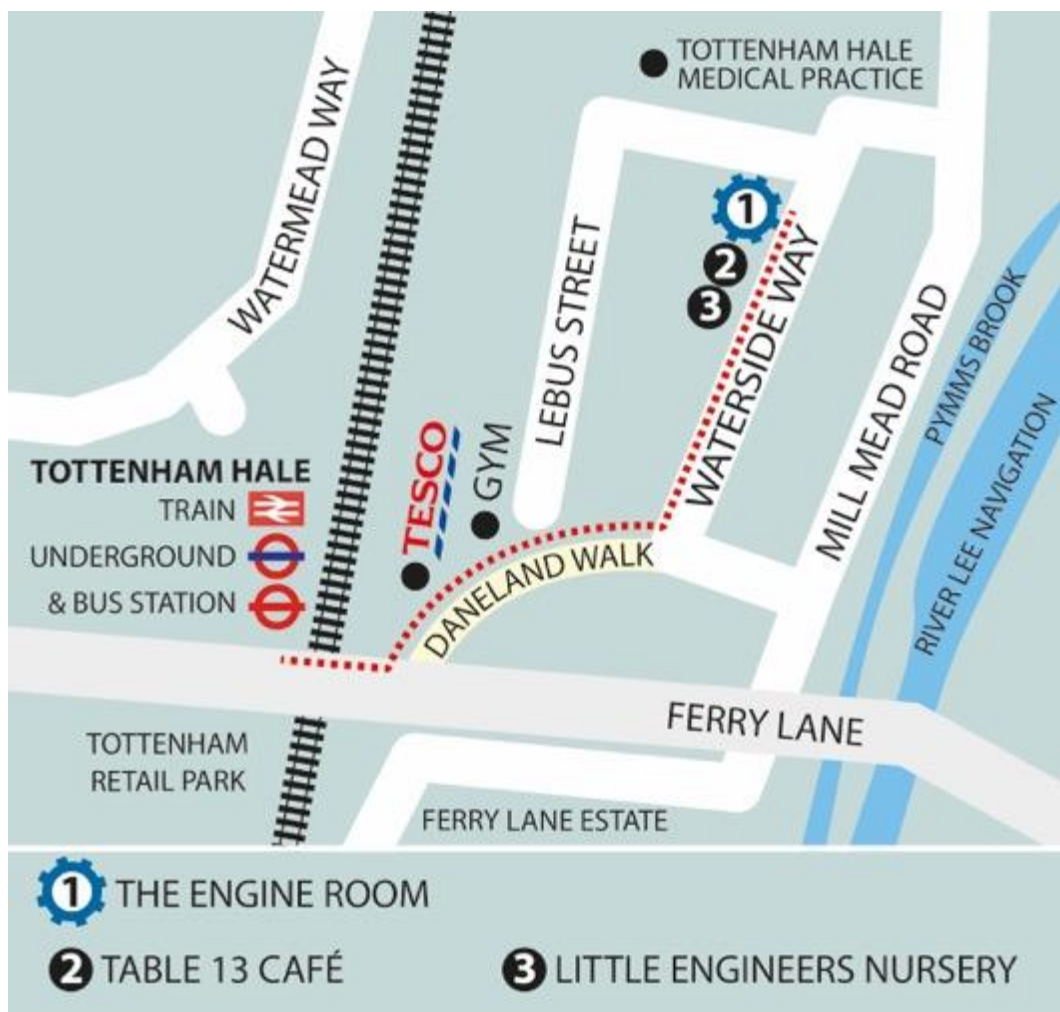 TOTTENHAM HALE
MEDICAL PRACTICE
WATERMEAD WAY
1
2
3
LEBUS STREET
WATERSIDE WAY
PYMMS BROOK
MILL MEAD ROAD
RIVER LEE NAVIGATION
TESCO
GYM
TOTTENHAM HALE
TRAIN
UNDERGROUND
& BUS STATION
DANELAND WALK
FERRY LANE
TOTTENHAM
RETAIL PARK
FERRY LANE ESTATE
1 THE ENGINE ROOM
2 TABLE 13 CAFÉ
3 LITTLE ENGINEERS NURSERY